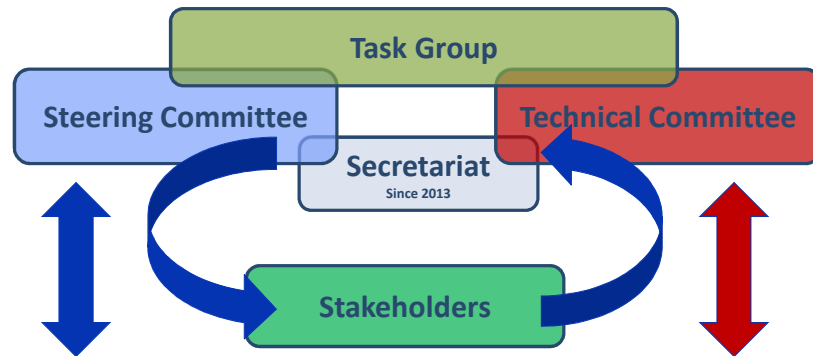 Task Group
Steering Committee
Technical Committee
Secretariat
Since 2013
Stakeholders